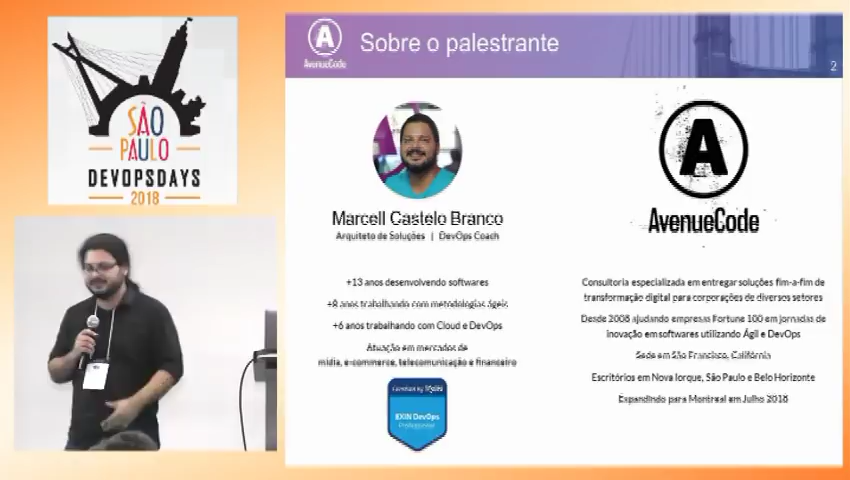 SÃO
PAULO
DEVOPSDAYS
2018
A
AvenueCode
Sobre o palestrante
2
Marcell Castelo Branco
Arquiteto de Soluções | DevOps Coach
+13 anos desenvolvendo softwares
+8 anos trabalhando com metodologias ágeis
+6 anos trabalhando com Cloud e DevOps
Atuação em mercados de
mídia, e-commerce, telecomunicação e financeiro
EXIN DevOps
Professional
A
AvenueCode
Consultoria especializada em entregar soluções fim-a-fim de
transformação digital para corporações de diversos setores
Desde 2008 ajudando empresas Fortune 100 em jornadas de
inovação em softwares utilizando Ágil e DevOps
Sede em São Francisco, Califórnia
Escritórios em Nova Iorque, São Paulo e Belo Horizonte
Expandindo para Montreal em Julho 2018